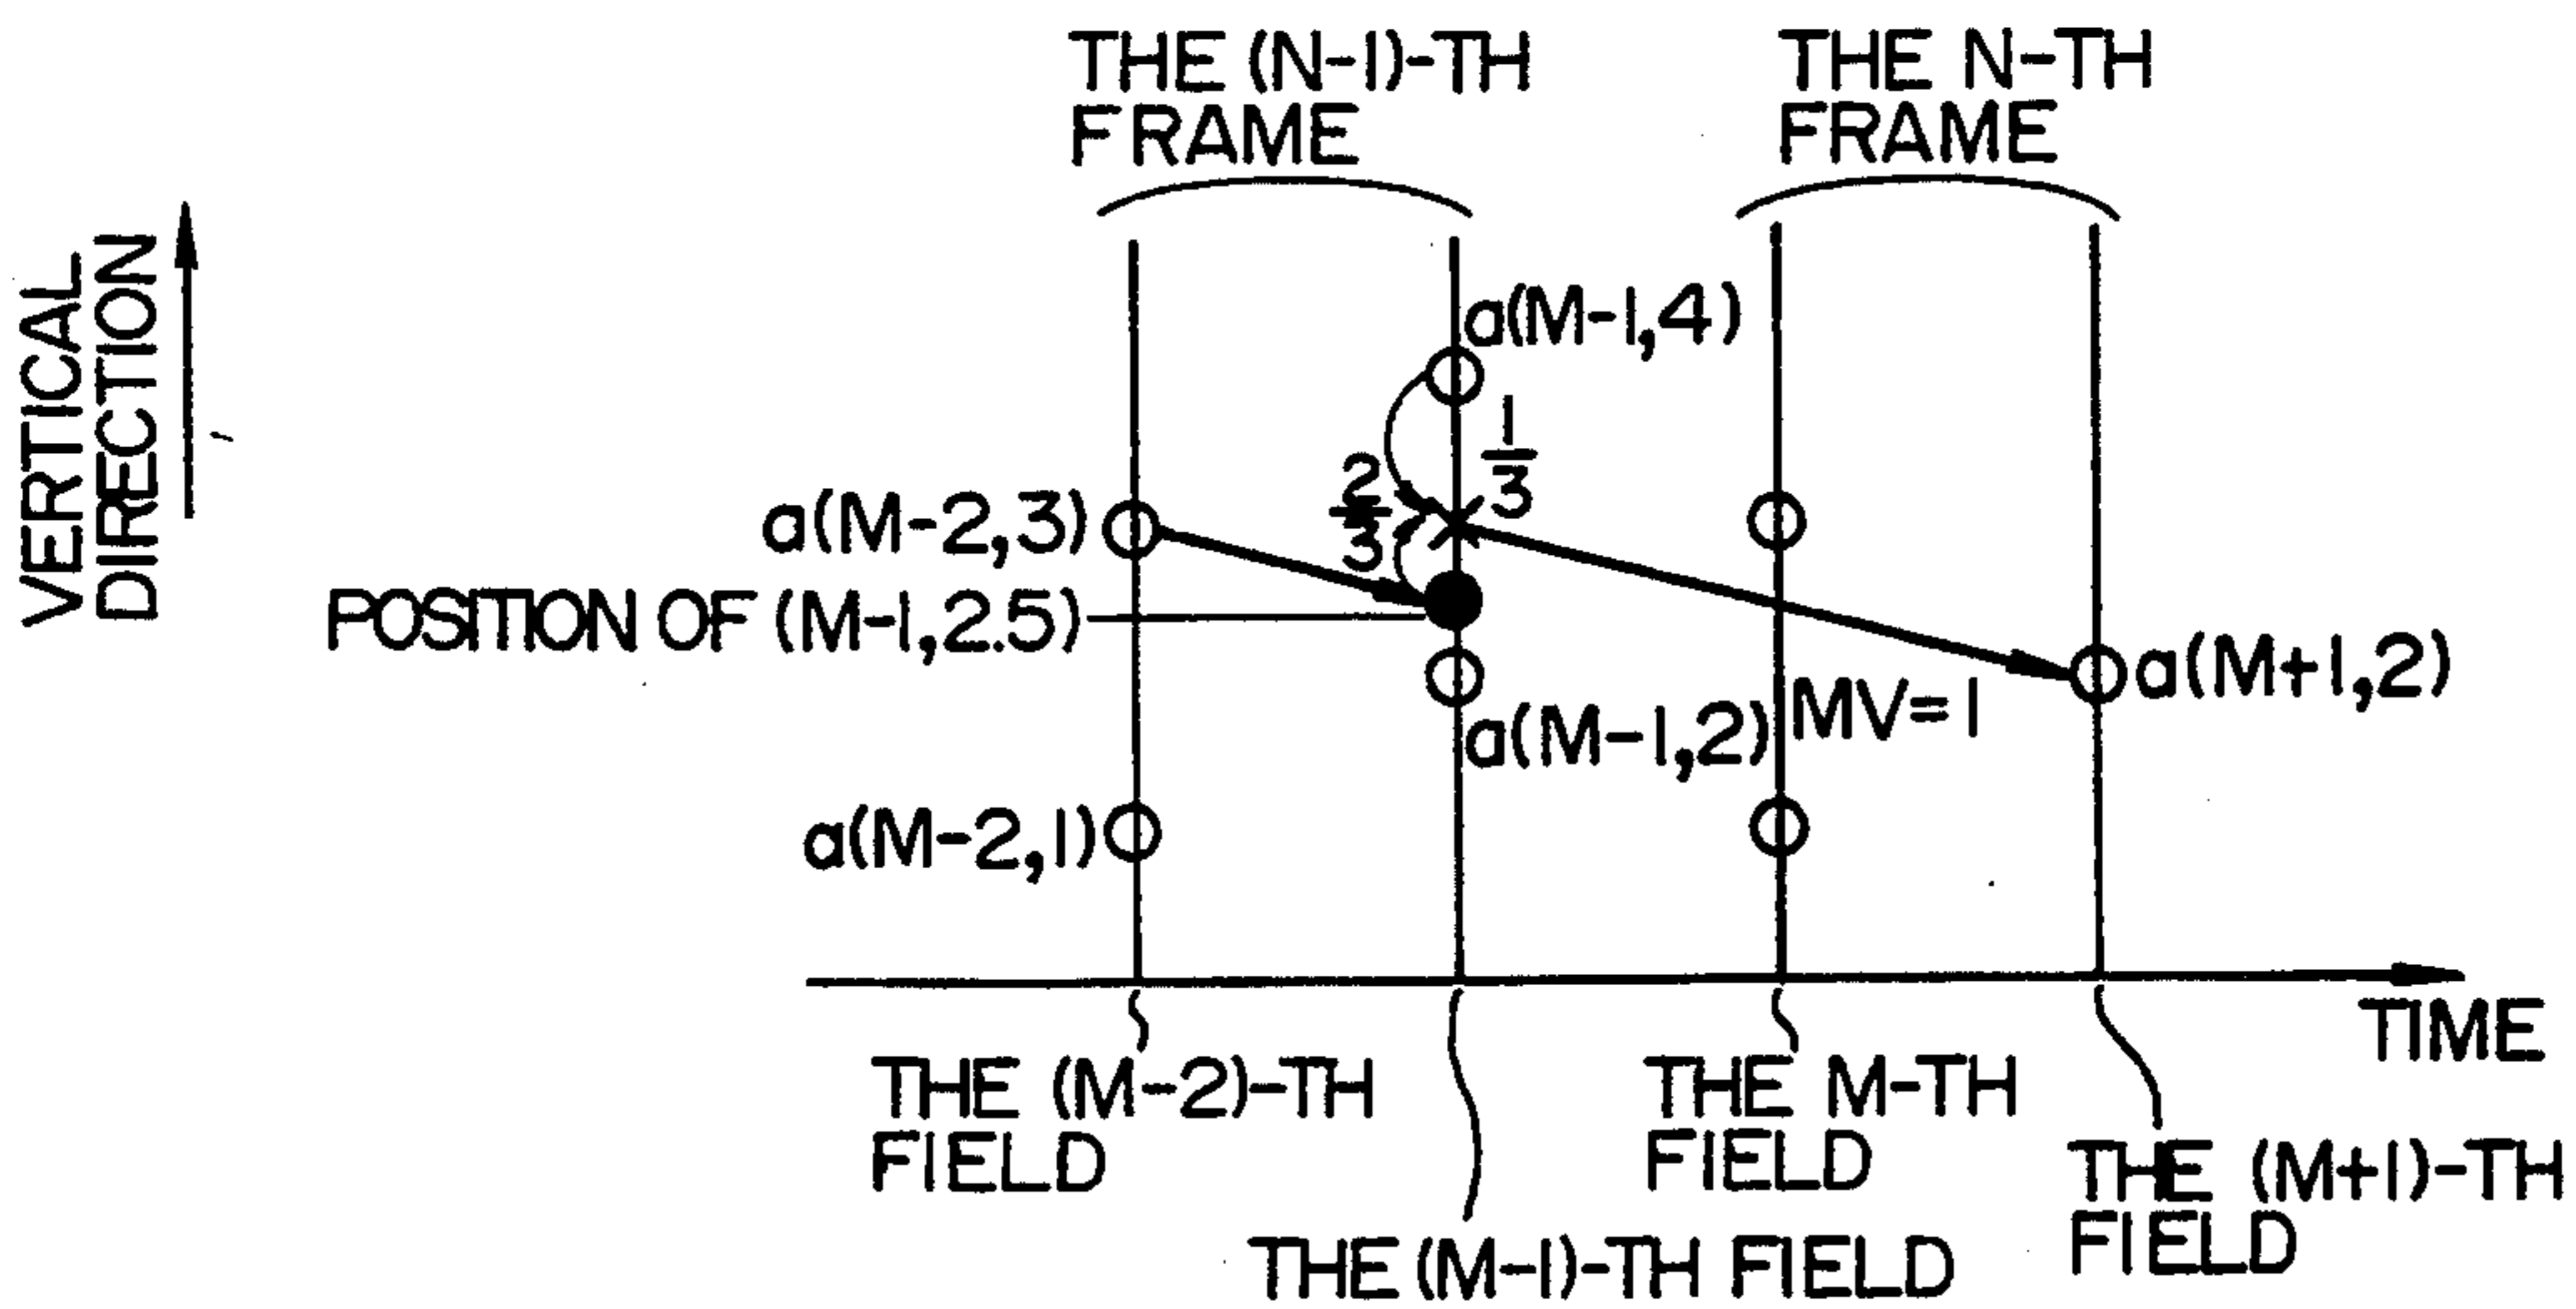 THE (N-1)-TH
FRAME
THE N-TH
FRAME
VERTICAL
DIRECTION
a(M-1,4)
1/3
2/3
a(M-2,3)
POSITION OF (M-1,2.5)
a(M-1,2)
MV=1
a(M+1,2)
a(M-2,1)
TIME
THE (M-2)-TH
FIELD
THE (M-1)-TH FIELD
THE M-TH
FIELD
THE (M+1)-TH
FIELD